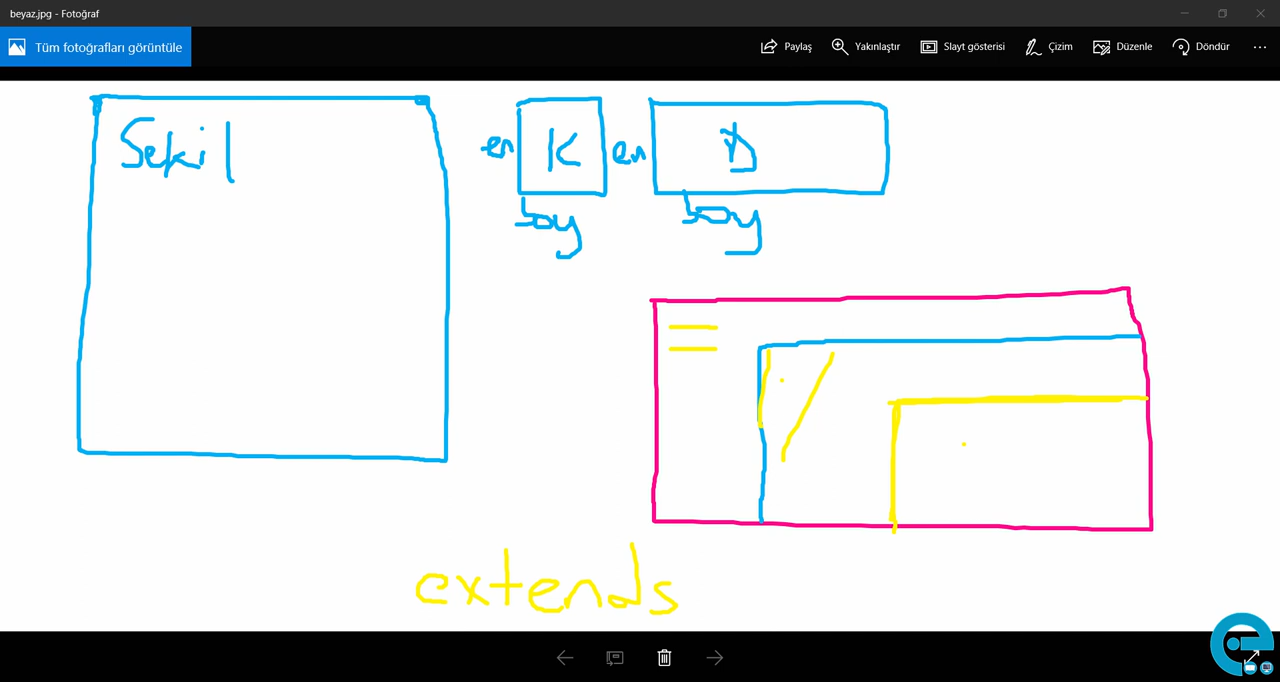 beyaz.jpg - Fotoğraf
Tüm fotoğrafları görüntüle
Paylaş
Yakınlaştır
Slayt gösterisi
Çizim
Düzenle
Döndür
Sekil
en
K
boy
en
D
boy
extends